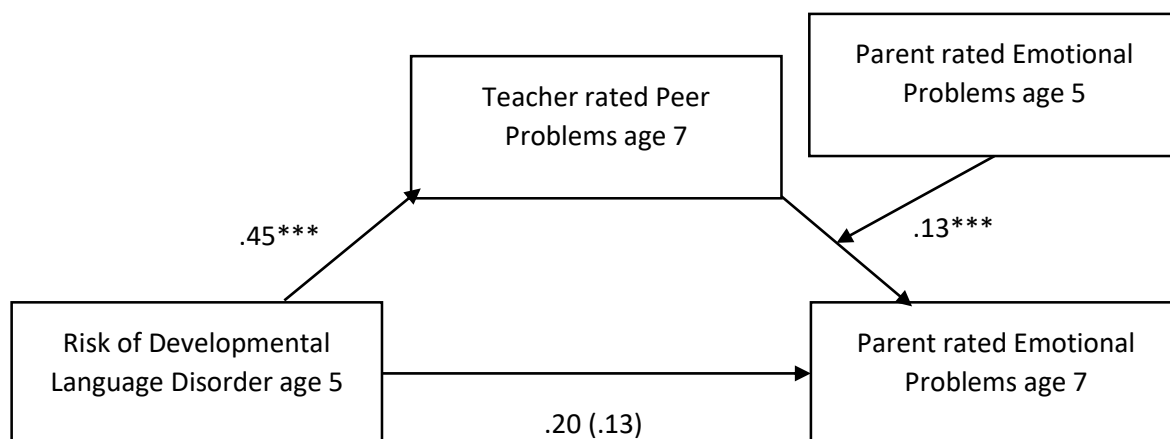 Parent rated Emotional
Problems age 5
Teacher rated Peer
Problems age 7
.45***
.13***
Risk of Developmental
Language Disorder age 5
Parent rated Emotional
Problems age 7
.20 (.13)